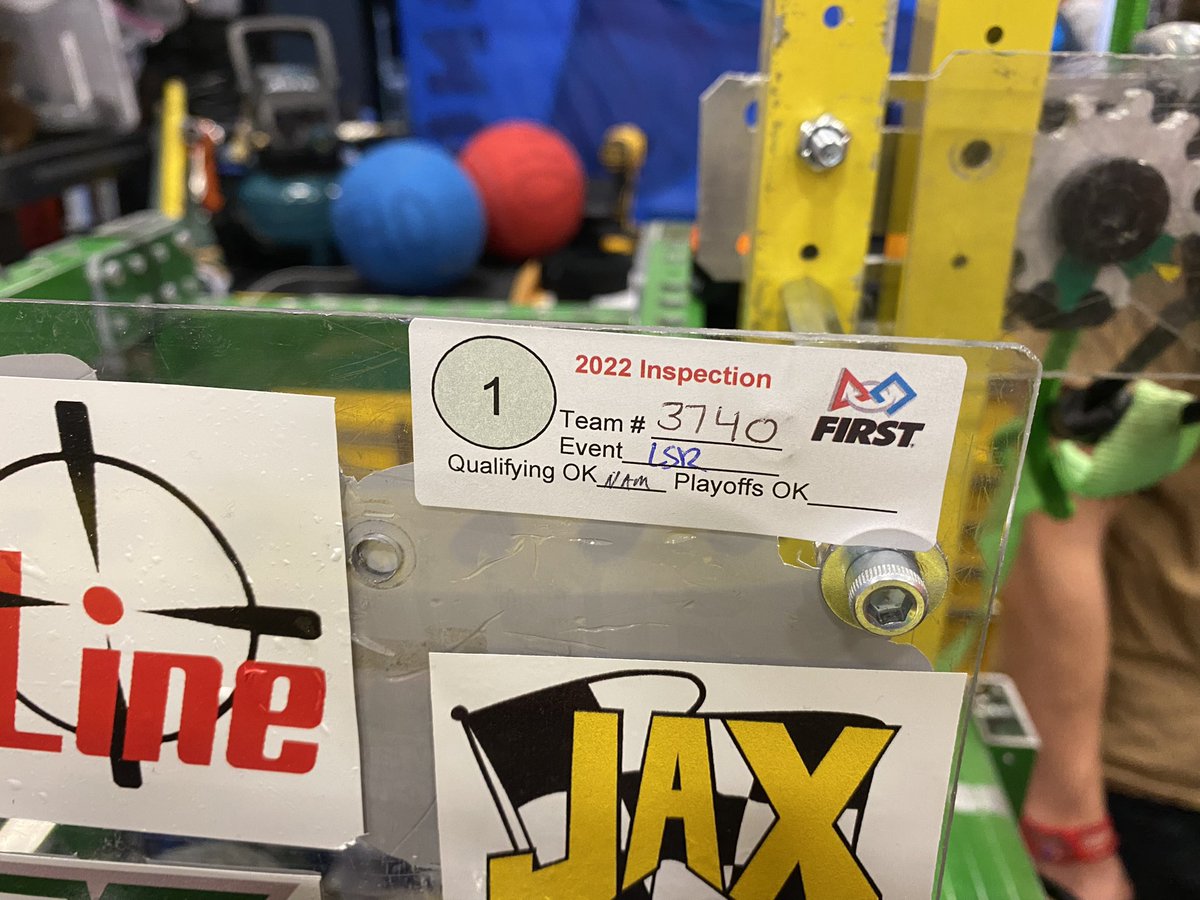 1
2022 Inspection
Team # 3740
FIRST
Event LSR
Qualifying OK NAM Playoffs OK
Line
JAX